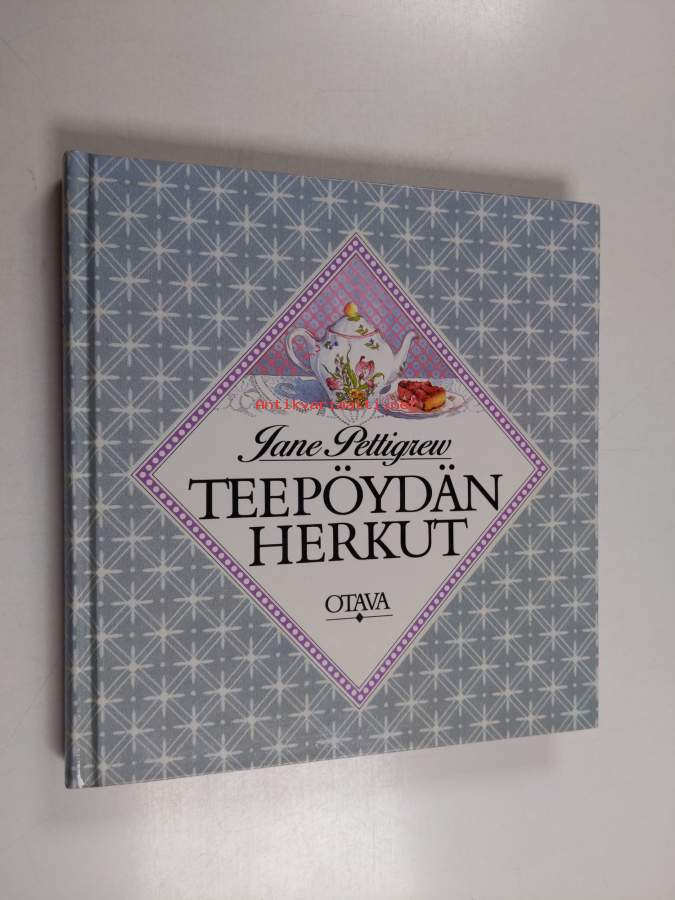 Antikvariaatti.net
Jane Pettigrew
TEEPÖYDÄN
HERKUT
OTAVA